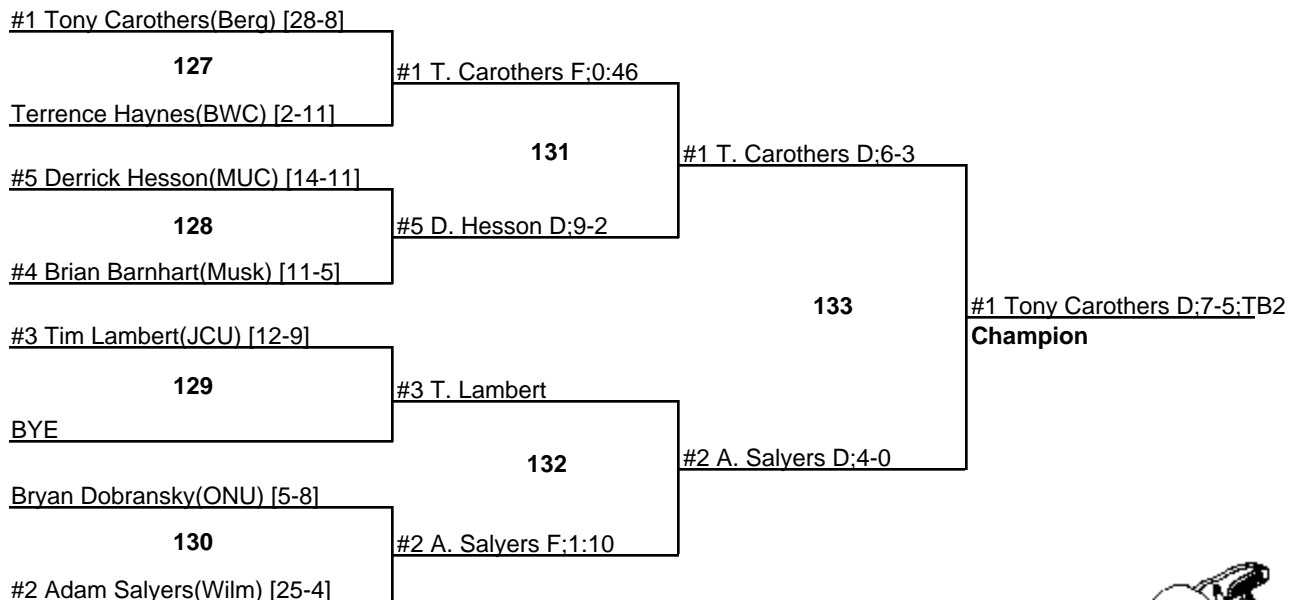 #1 Tony Carothers(Berg) [28-8]
127
#1 T. Carothers F;0:46
Terrence Haynes(BWC) [2-11]
131
#1 T. Carothers D;6-3
#5 Derrick Hesson(MUC) [14-11]
128
#5 D. Hesson D;9-2
#4 Brian Barnhart(Musk) [11-5]
133
#1 Tony Carothers D;7-5;TB2
Champion
#3 Tim Lambert(JCU) [12-9]
129
#3 T. Lambert
BYE
132
#2 A. Salyers D;4-0
Bryan Dobransky(ONU) [5-8]
130
#2 A. Salyers F;1:10
#2 Adam Salyers(Wilm) [25-4]